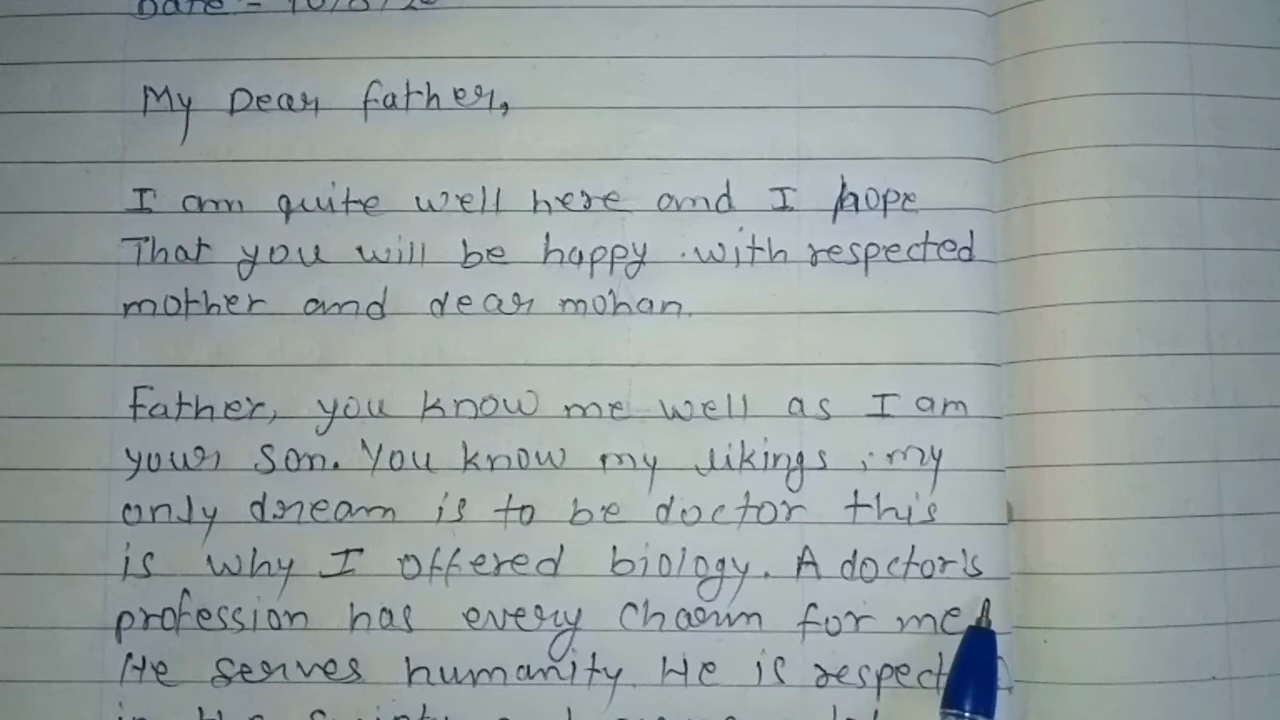 My Dear father,
I am quite well here and I hope
That you will be happy with respected
mother and dear mohan.
Father, you know me well as I am
your son. You know my likings, my
only dream is to be doctor this
is why I offered biology. A doctor's
profession has every charm for me
He serves humanity. He is